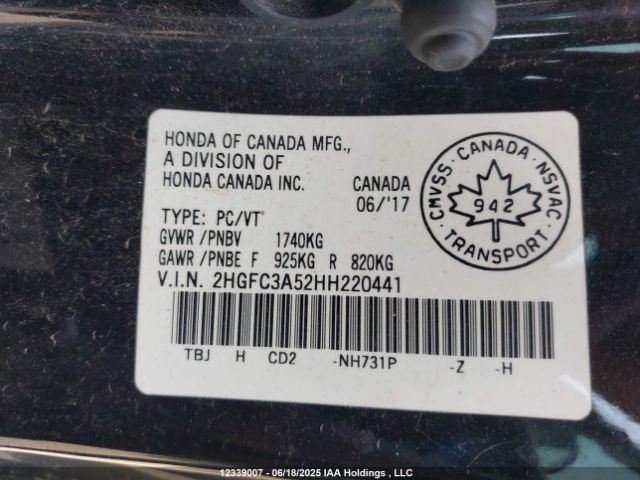 HONDA OF CANADA MFG.,
A DIVISION OF
HONDA CANADA INC.
CANADA
06/'17
TYPE: PC/VT
GVWR /PNBV 1740KG
GAWR /PNBE F 925KG R 820KG
V.I.N. 2HGFC3A52HH220441
TBJ H CD2 -NH731P -Z -H
CMVSS · CANADA · NSVAC
942
TRANSPORT
12339007 - 06/18/2025 IAA Holdings , LLC